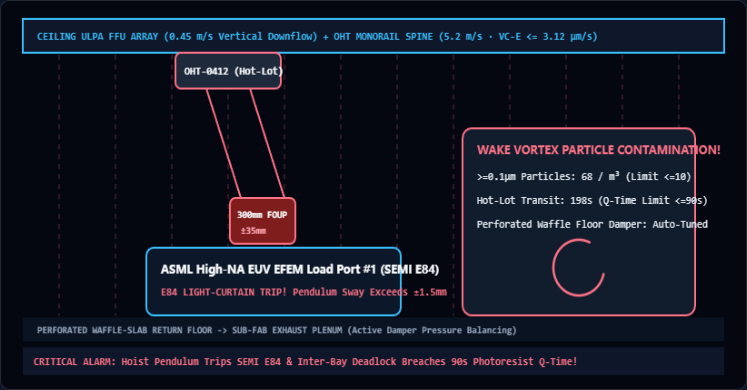 CEILING ULPA FFU ARRAY (0.45 m/s Vertical Downflow) + OHT MONORAIL SPINE (5.2 m/s · VC-E <= 3.12 μm/s)
OHT-0412 (Hot-Lot)
WAKE VORTEX PARTICLE CONTAMINATION!
>=0.1μm Particles: 68 / m³ (Limit <=10)
Hot-Lot Transit: 198s (Q-Time Limit <=90s)
Perforated Waffle Floor Damper: Auto-Tuned
300mm FOUP
±35mm
ASML High-NA EUV EFEM Load Port #1 (SEMI E84)
E84 LIGHT-CURTAIN TRIP! Pendulum Sway Exceeds ±1.5mm
PERFORATED WAFFLE-SLAB RETURN FLOOR -> SUB-FAB EXHAUST PLENUM (Active Damper Pressure Balancing)
CRITICAL ALARM: Hoist Pendulum Trips SEMI E84 & Inter-Bay Deadlock Breaches 90s Photoresist Q-Time!